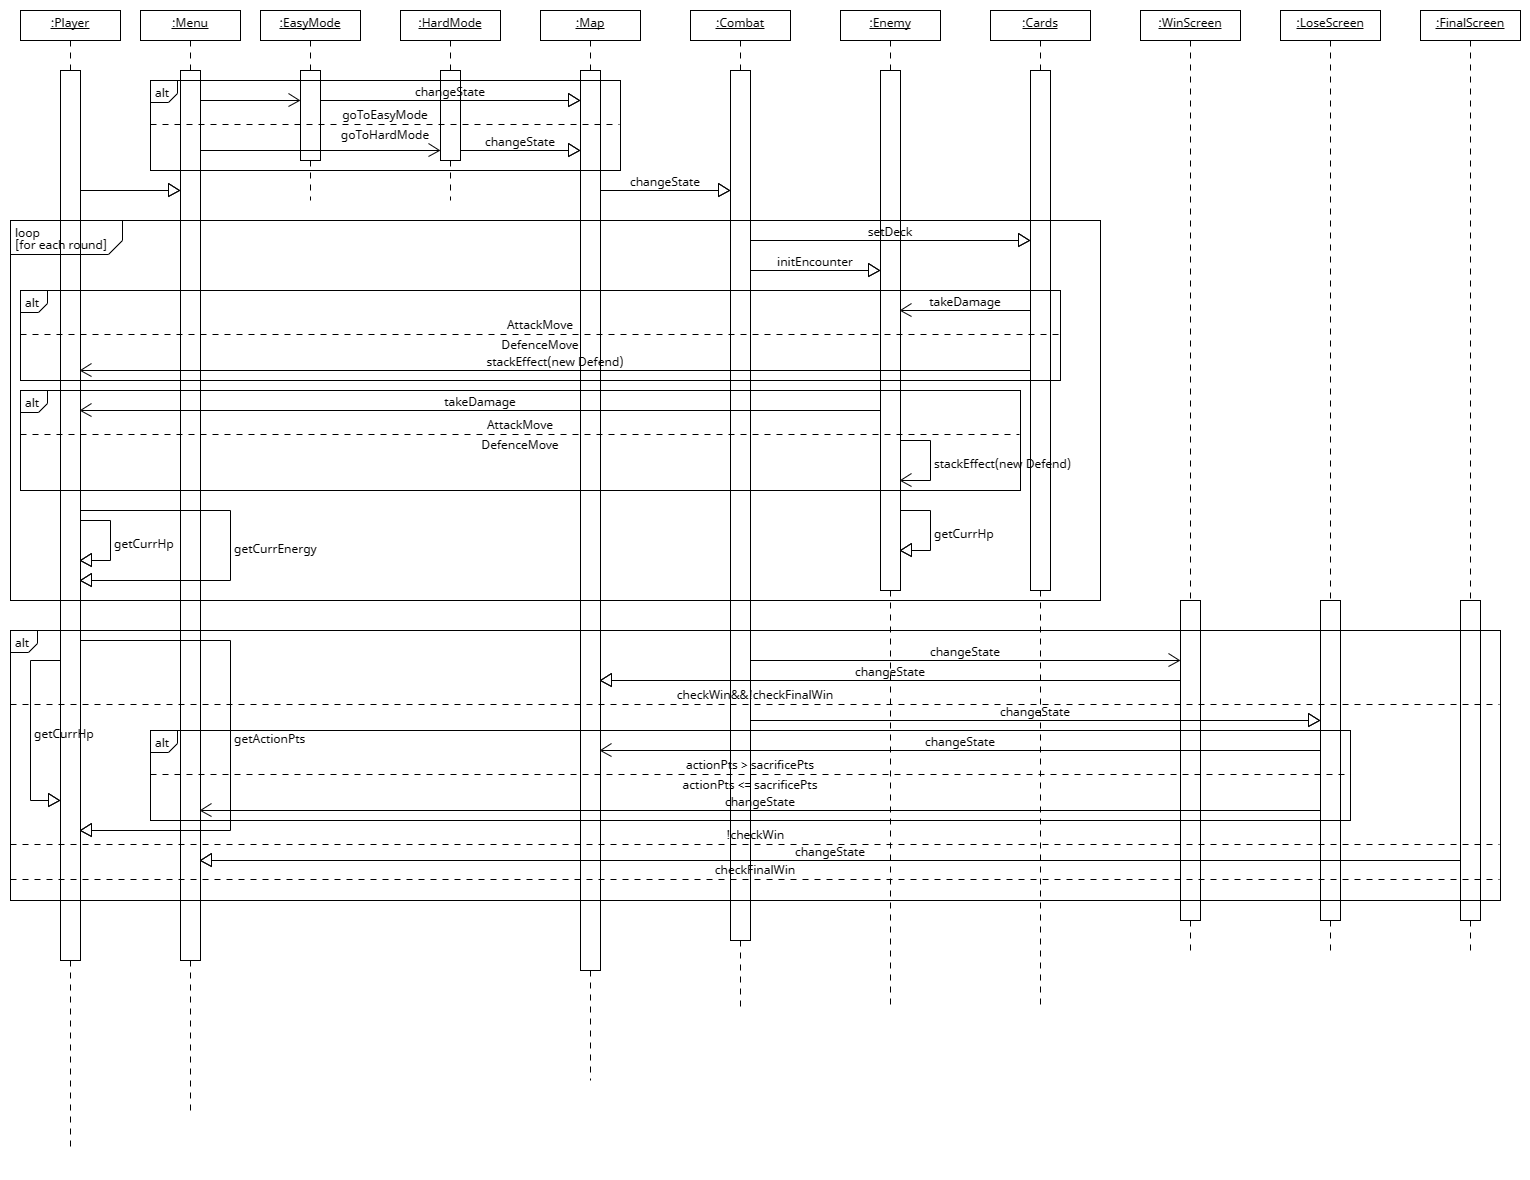 :Player
:Menu
:EasyMode
:HardMode
:Map
:Combat
:Enemy
:Cards
:WinScreen
:LoseScreen
:FinalScreen
alt
changeState
goToEasyMode
goToHardMode
changeState
changeState
loop
[for each round]
setDeck
initEncounter
alt
takeDamage
AttackMove
DefenceMove
stackEffect(new Defend)
alt
takeDamage
AttackMove
DefenceMove
stackEffect(new Defend)
getCurrHp
getCurrEnergy
getCurrHp
alt
changeState
changeState
checkWin&&!checkFinalWin
changeState
getCurrHp
getActionPts
alt
changeState
actionPts > sacrificePts
actionPts <= sacrificePts
changeState
!checkWin
changeState
checkFinalWin